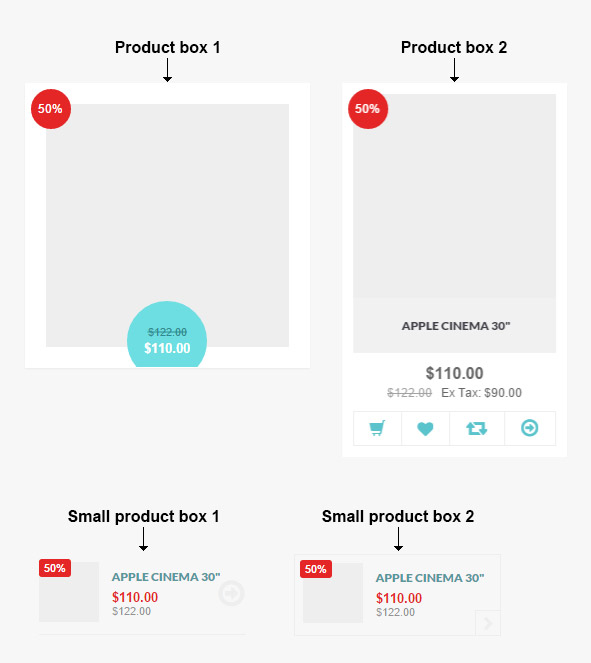 Product box 1
Product box 2
50%
50%
$122.00
$110.00
APPLE CINEMA 30"
$110.00
$122.00 Ex Tax: $90.00
Small product box 1
Small product box 2
50%
APPLE CINEMA 30"
$110.00
$122.00
50%
APPLE CINEMA 30"
$110.00
$122.00